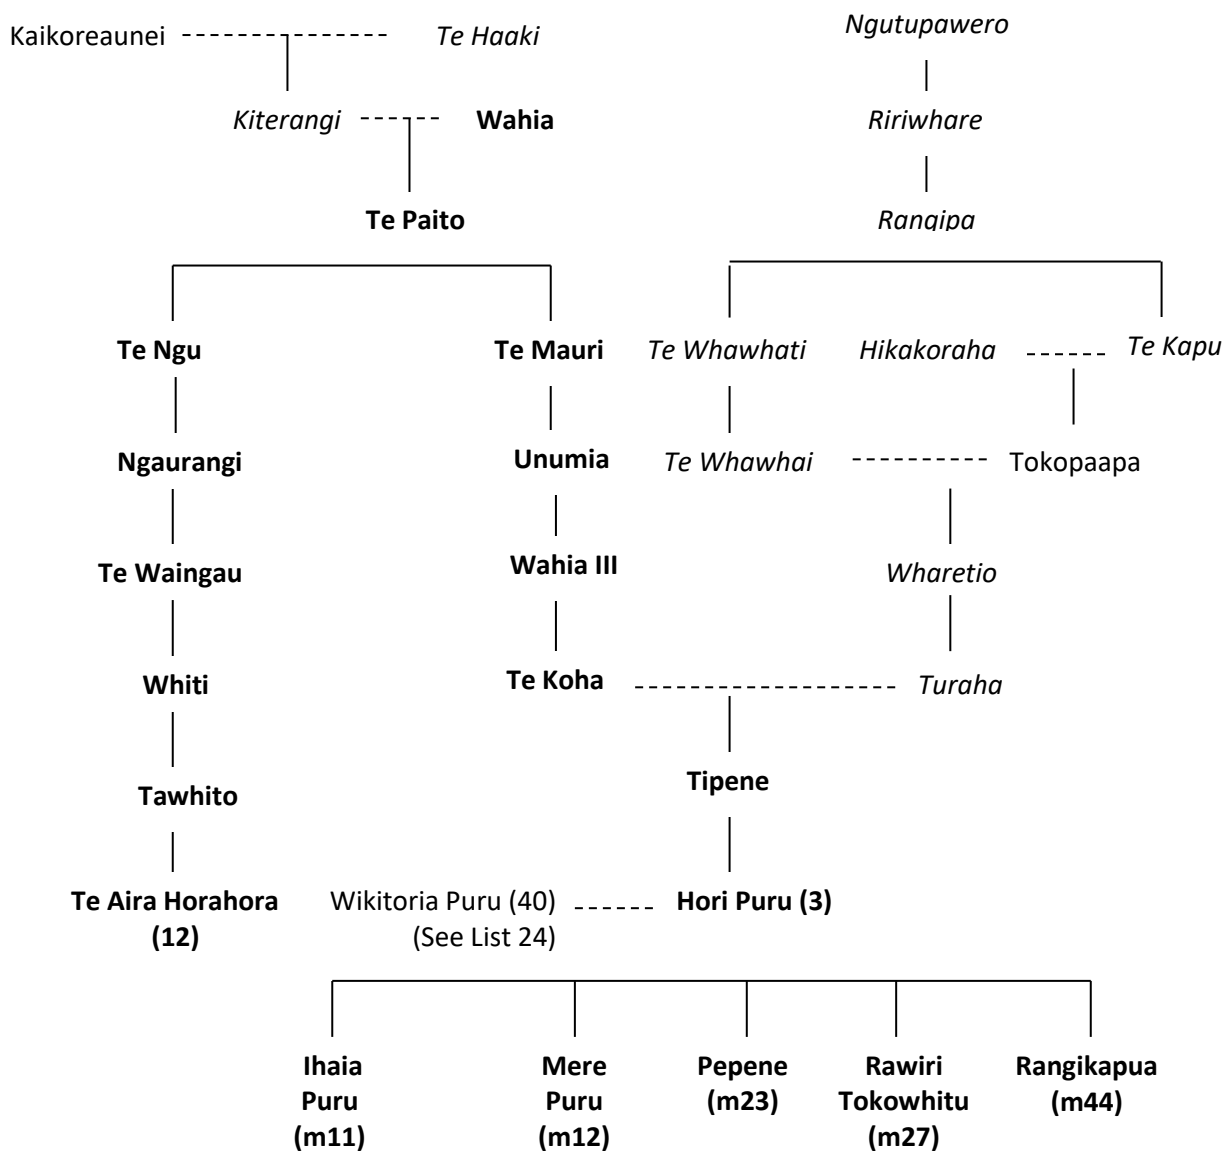 Kaikoreaunei Te Haaki Ngutupawero
Kiterangi Wahia Ririwhare
Te Paito Rangipa
Te Ngu Te Mauri Te Whawhati Hikakoraha Te Kapu
Ngaurangi Unumia Te Whawhai Tokopaapa
Te Waingau Wahia III Wharetio
Whiti Te Koha Turaha
Tawhito Tipene
Te Aira Horahora Wikitoria Puru (40) Hori Puru (3)
(12) (See List 24)
Ihaia Mere Pepene Rawiri Rangikapua
Puru Puru (m23) Tokowhitu (m44)
(m11) (m12) (m27)